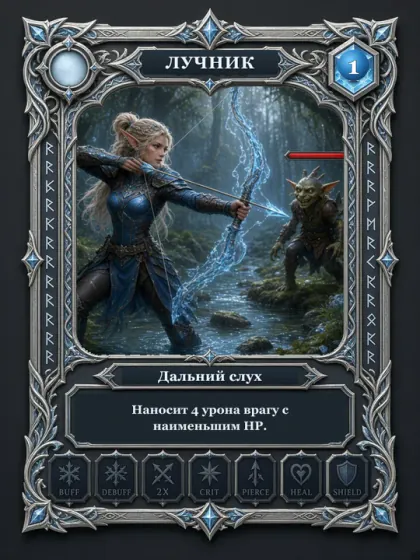 ЛУЧНИК
1
Дальний слух
Наносит 4 урона врагу с
наименьшим HP.
BUFF DEBUFF 2X CRIT PIERCE HEAL SHIELD